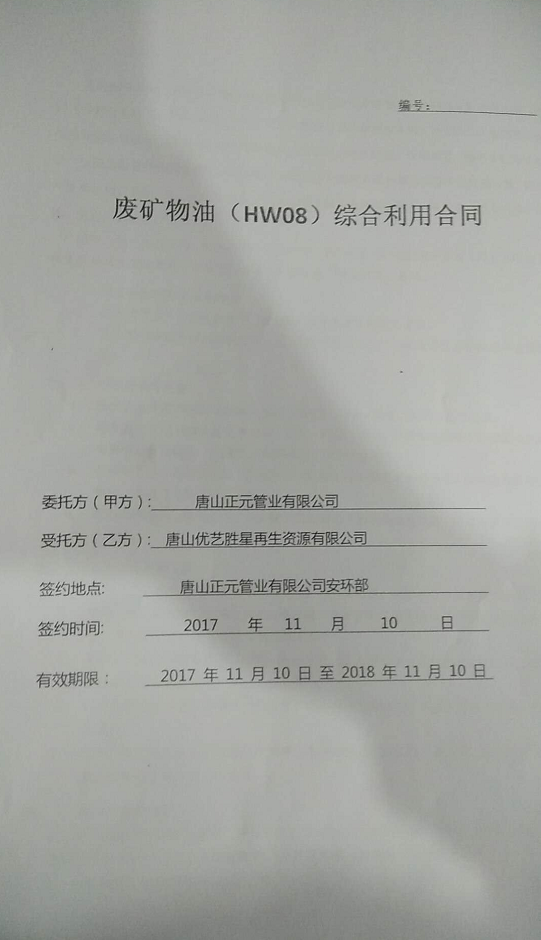 编号：
废矿物油（HW08）综合利用合同
委托方（甲方）: 唐山正元管业有限公司
受托方（乙方）: 唐山优艺胜星再生资源有限公司
签约地点: 唐山正元管业有限公司安环部
签约时间: 2017 年 11 月 10 日
有效期限： 2017 年 11 月 10 日 至 2018 年 11 月 10 日